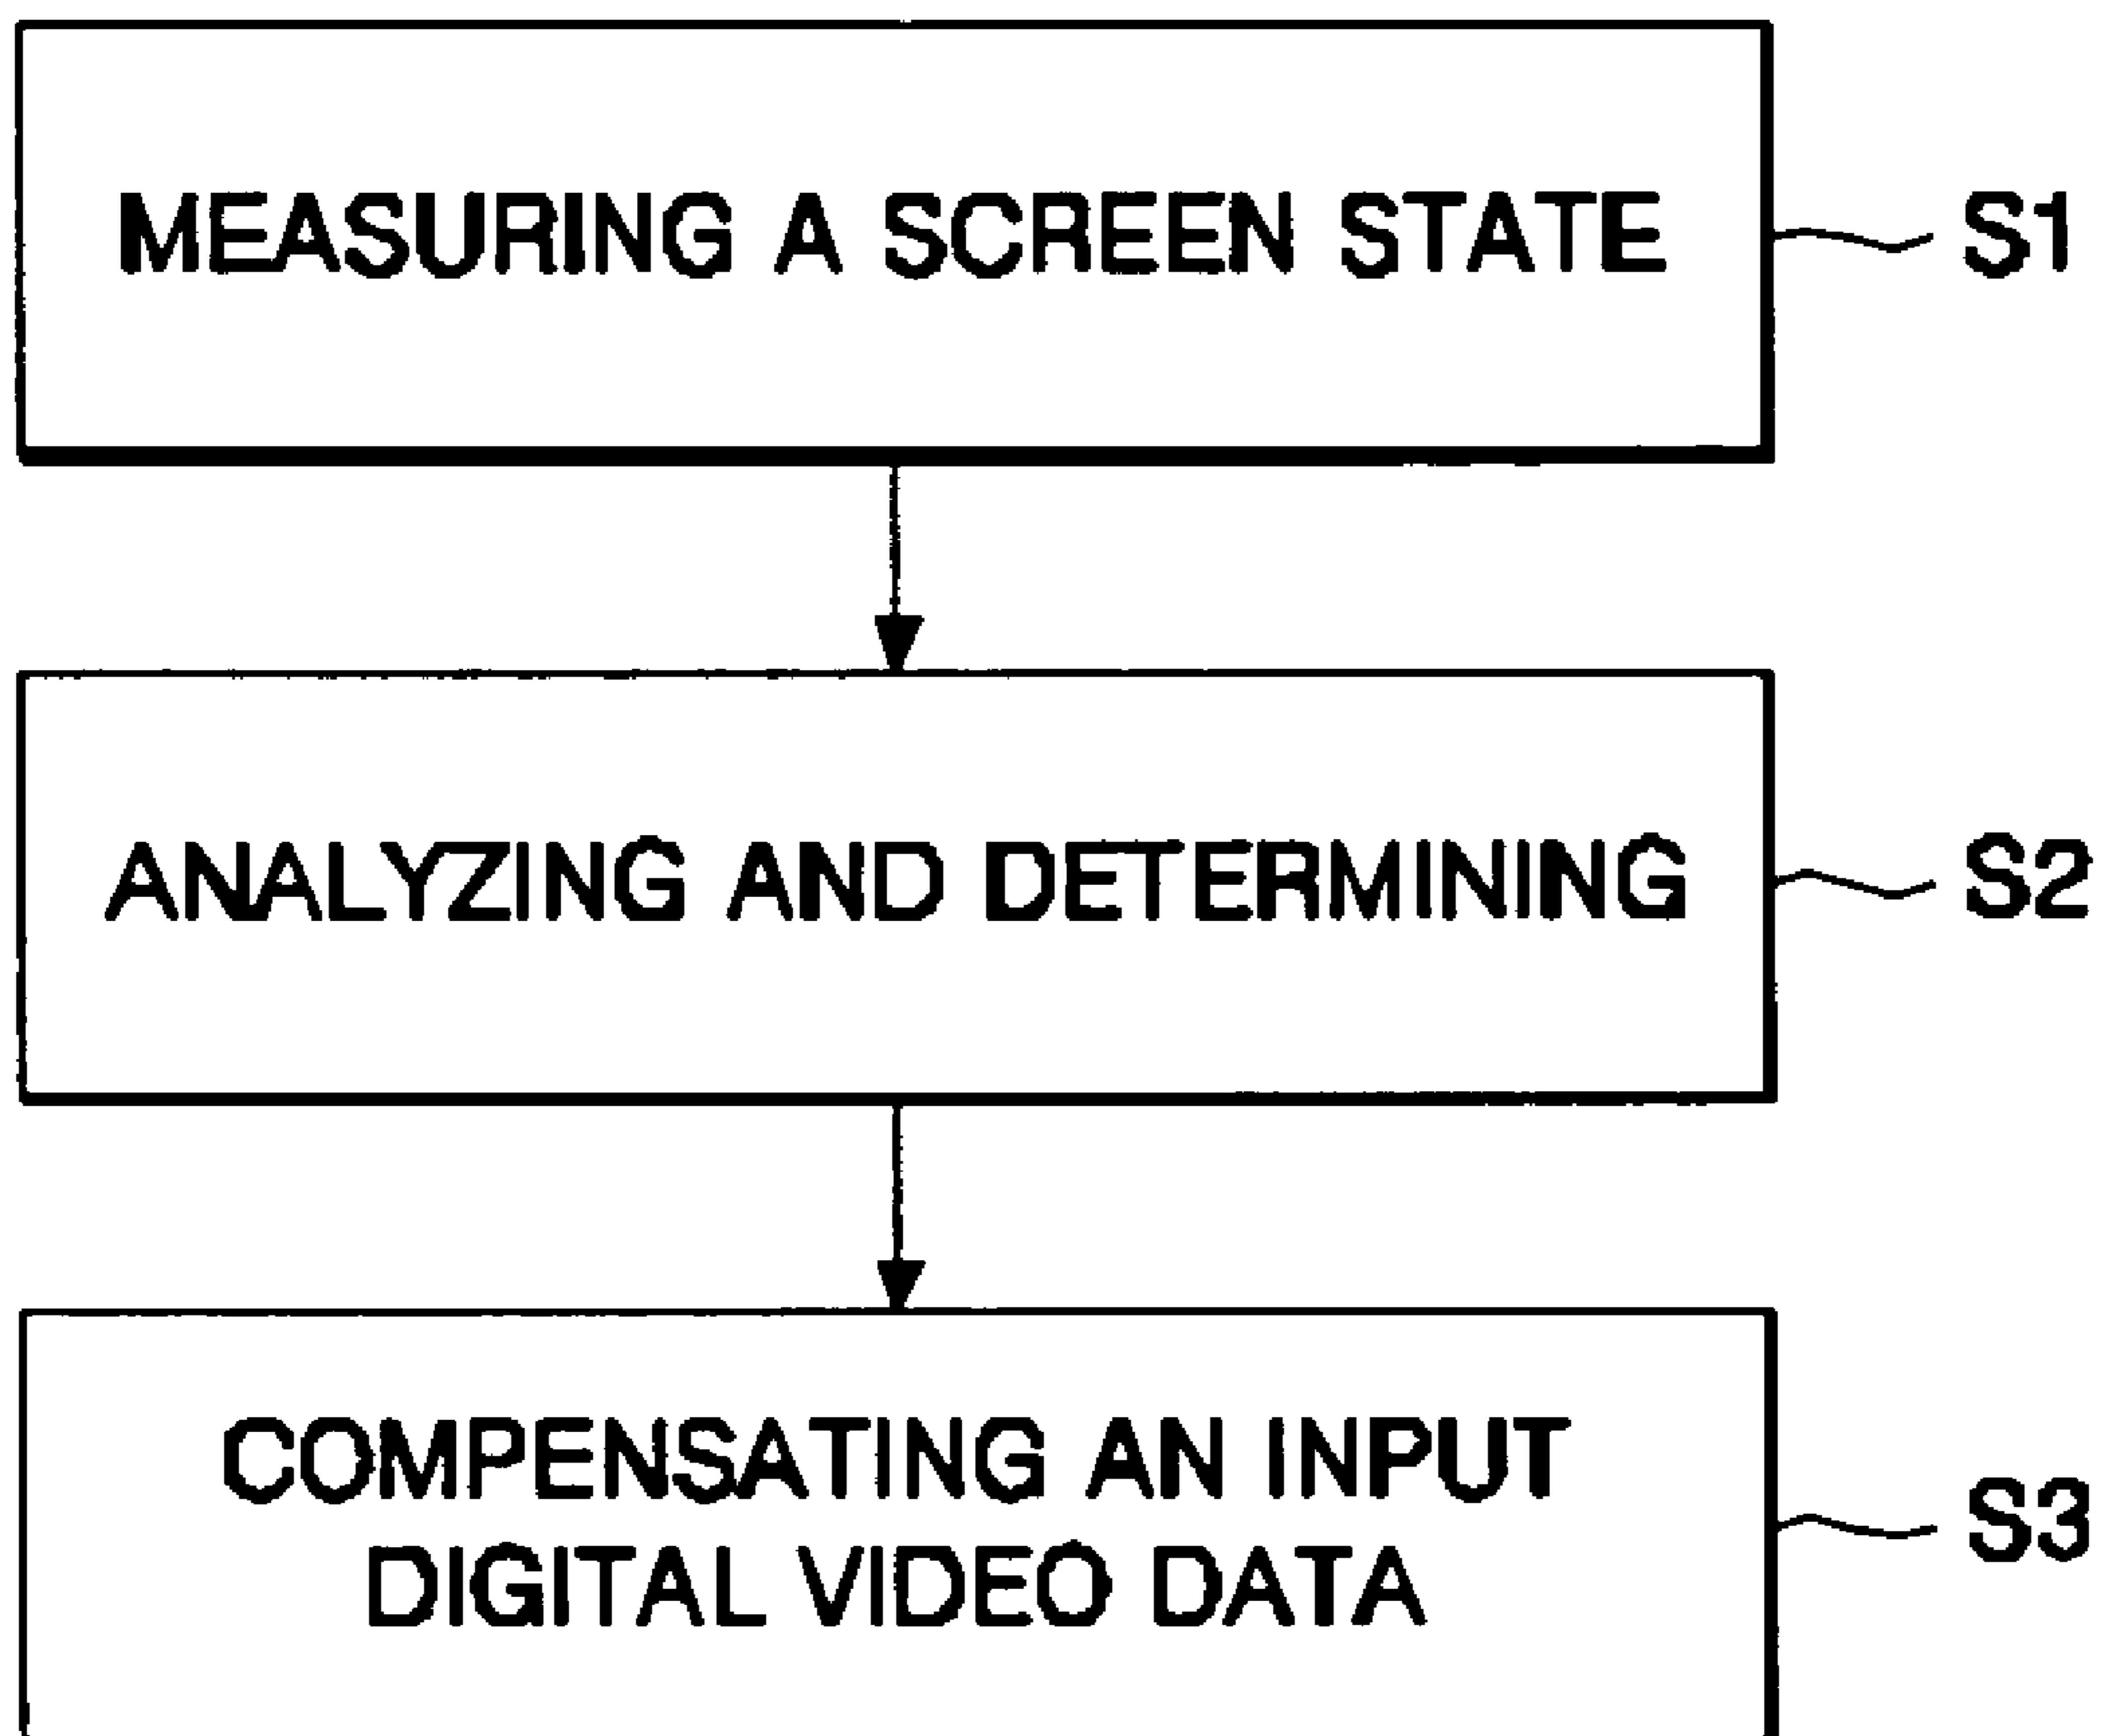 MEASURING A SCREEN STATE
S1
ANALYZING AND DETERMINING
S2
COMPENSATING AN INPUT
DIGITAL VIDEO DATA
S3